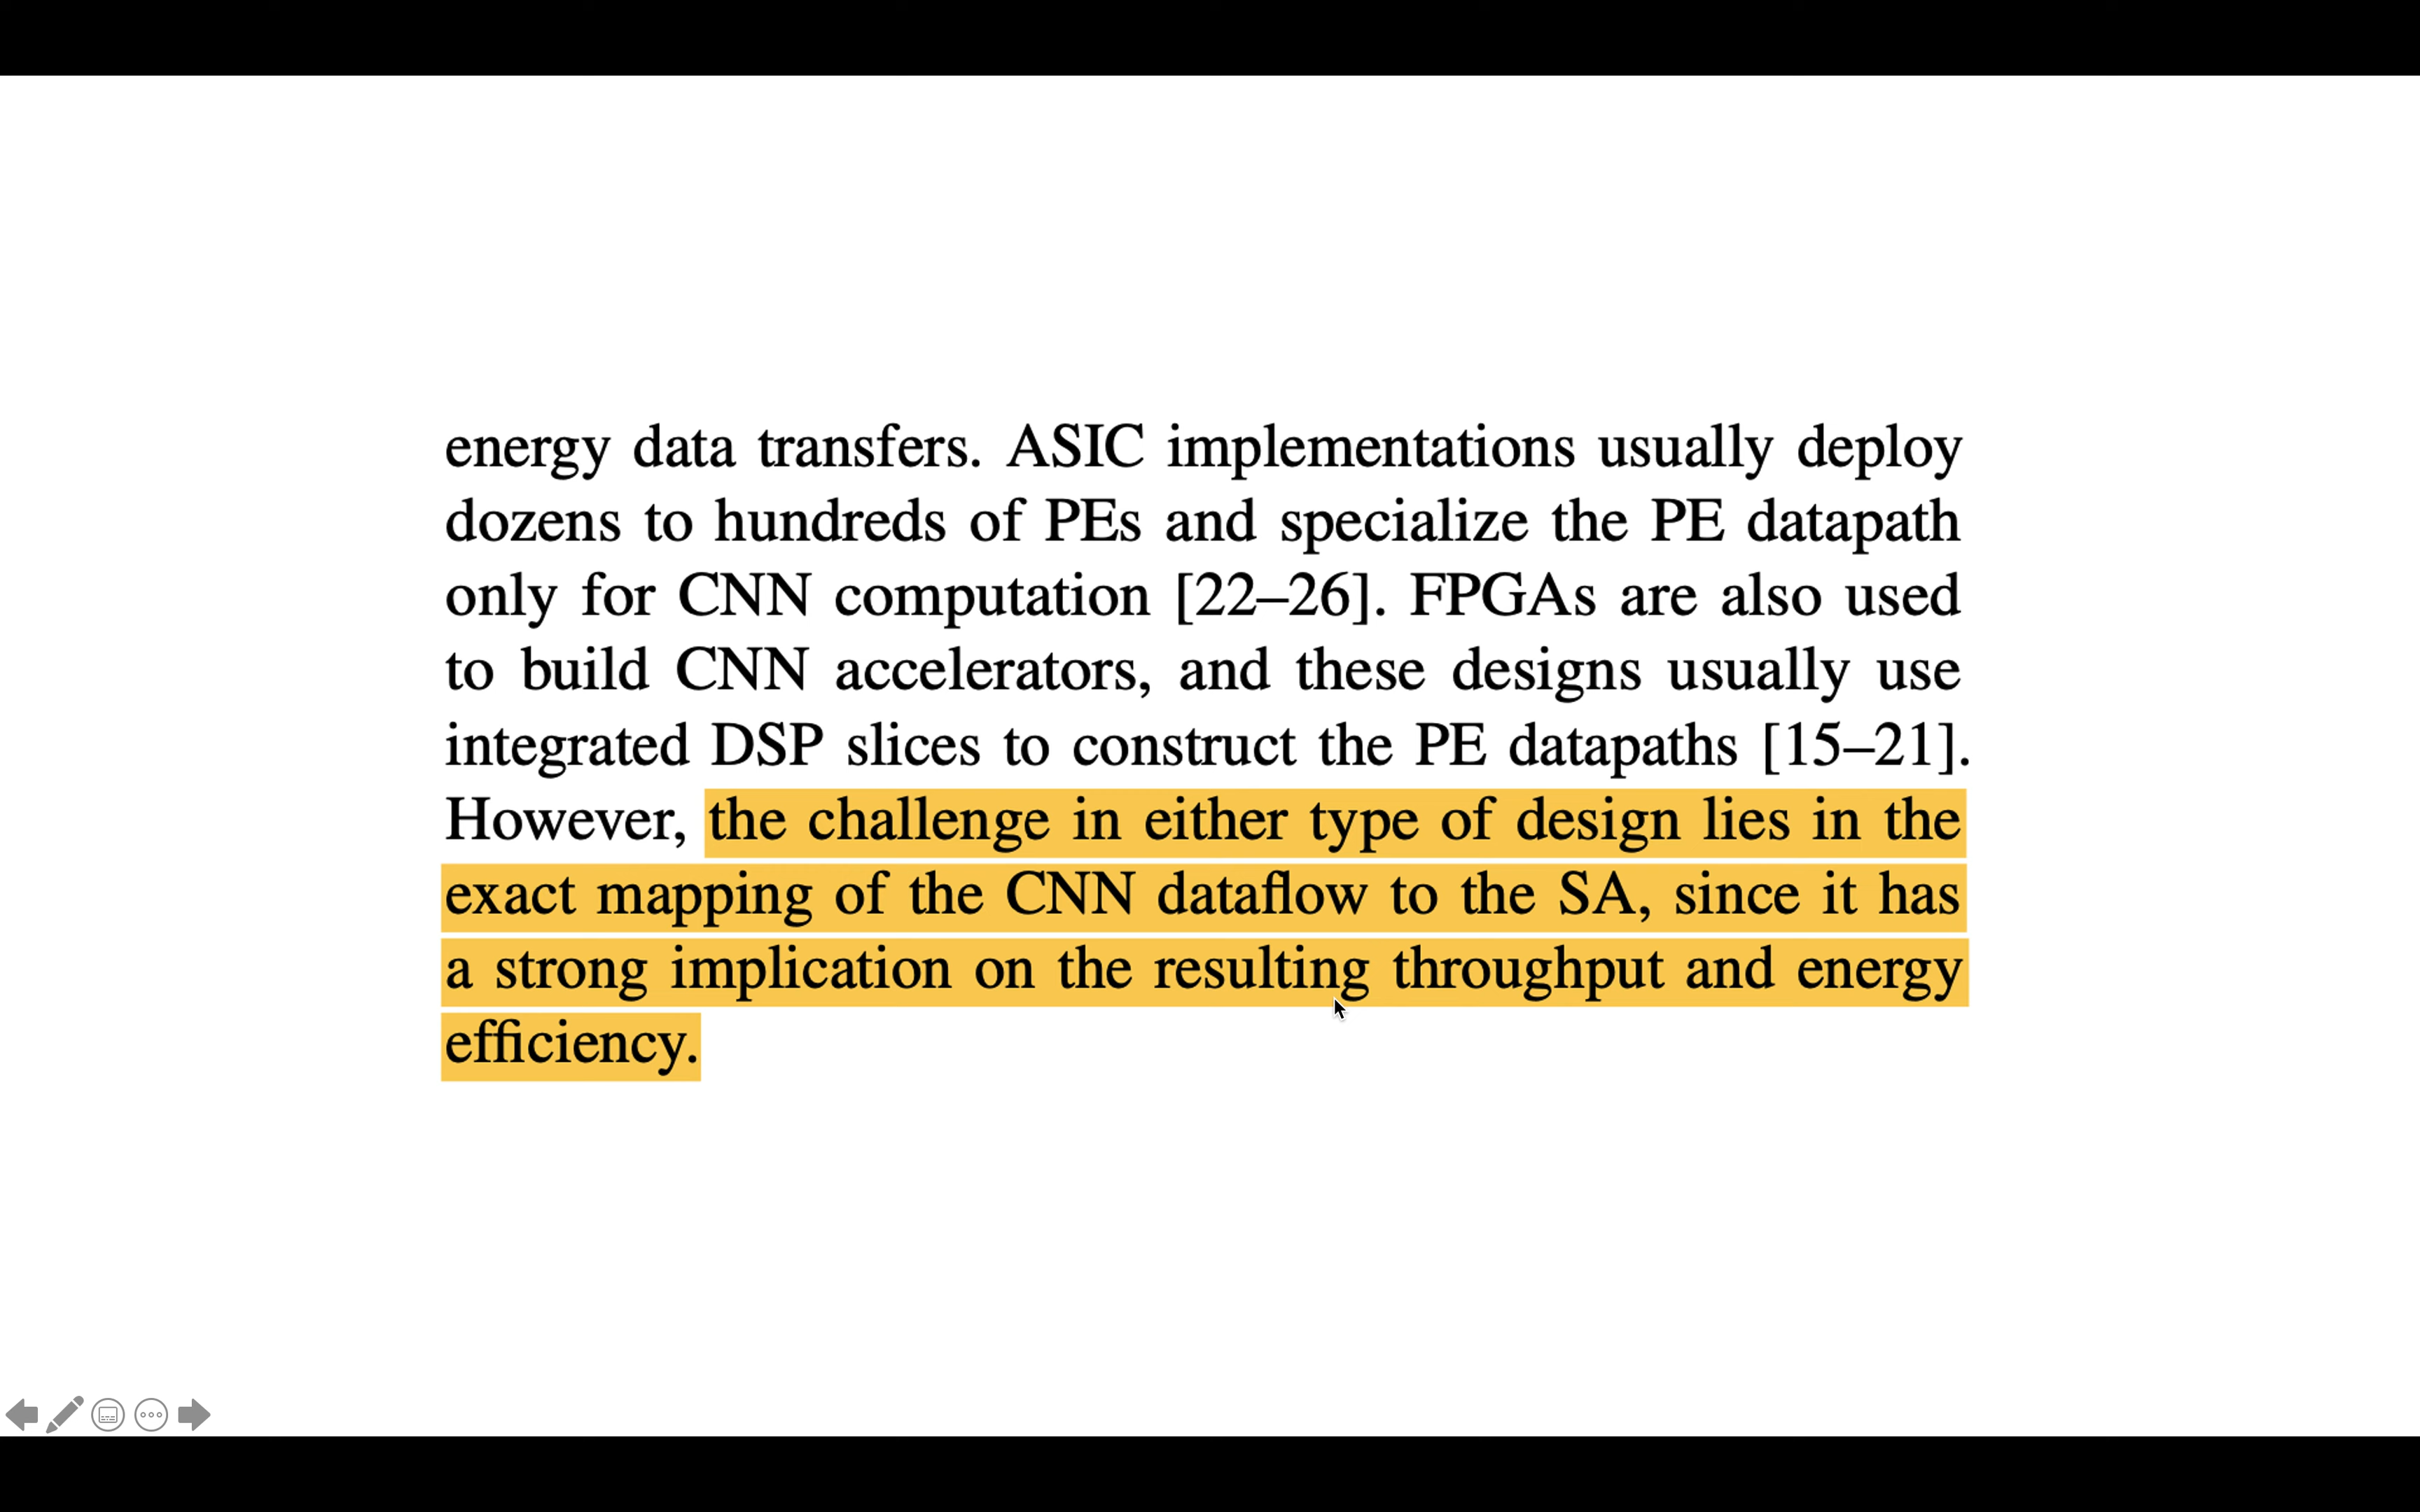 energy data transfers. ASIC implementations usually deploy
dozens to hundreds of PEs and specialize the PE datapath
only for CNN computation [22–26]. FPGAs are also used
to build CNN accelerators, and these designs usually use
integrated DSP slices to construct the PE datapaths [15–21].
However, the challenge in either type of design lies in the
exact mapping of the CNN dataflow to the SA, since it has
a strong implication on the resulting throughput and energy
efficiency.